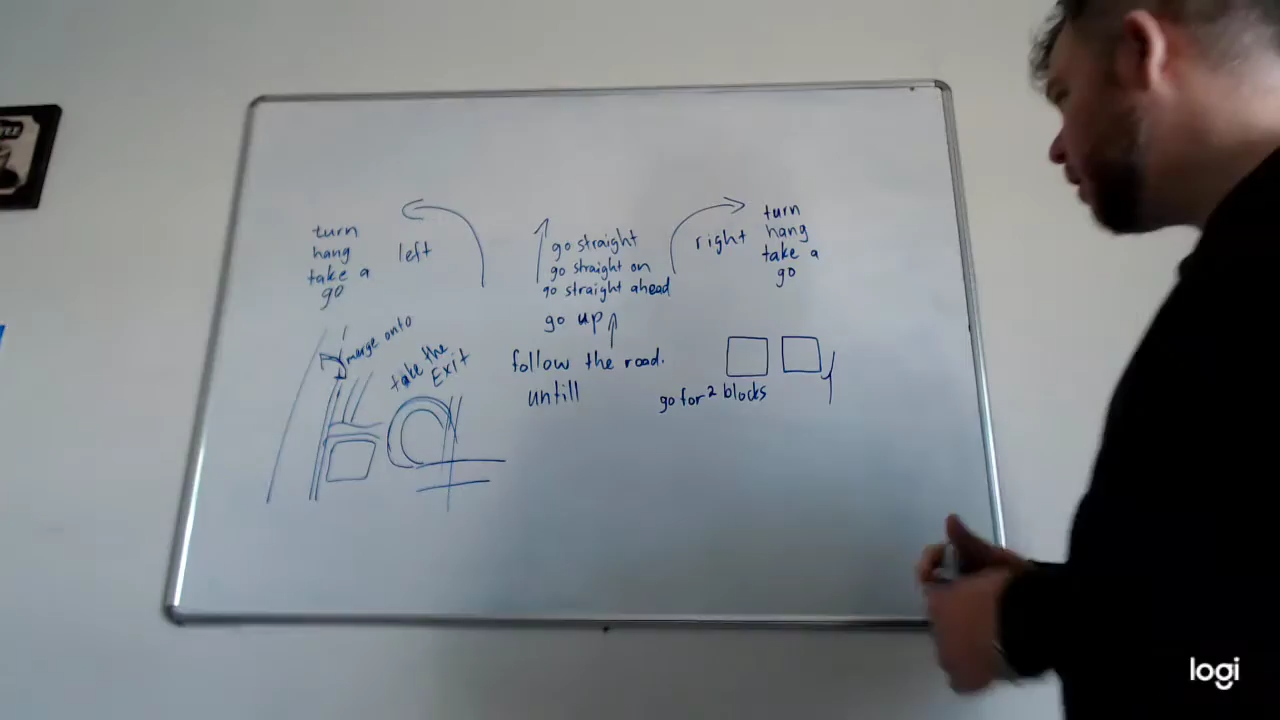 turn
hang
take a
go
left
go straight
go straight on
go straight ahead
go up
follow the road.
untill
right
turn
hang
take a
go
merge onto
take the
Exit
go for 2 blocks
logi